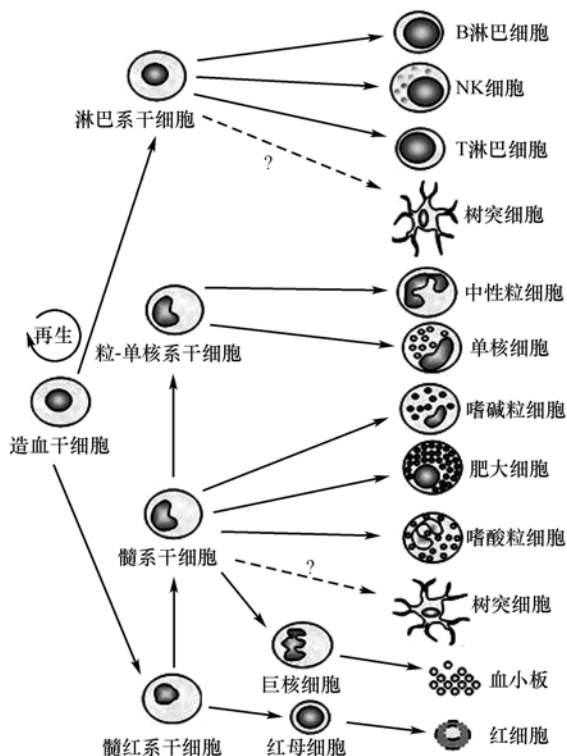 B淋巴细胞
NK细胞
淋巴系干细胞
T淋巴细胞
?
树突细胞
中性粒细胞
再生
粒-单核系干细胞
单核细胞
嗜碱粒细胞
造血干细胞
肥大细胞
嗜酸粒细胞
髓系干细胞
?
树突细胞
巨核细胞
血小板
髓红系干细胞
红母细胞
红细胞